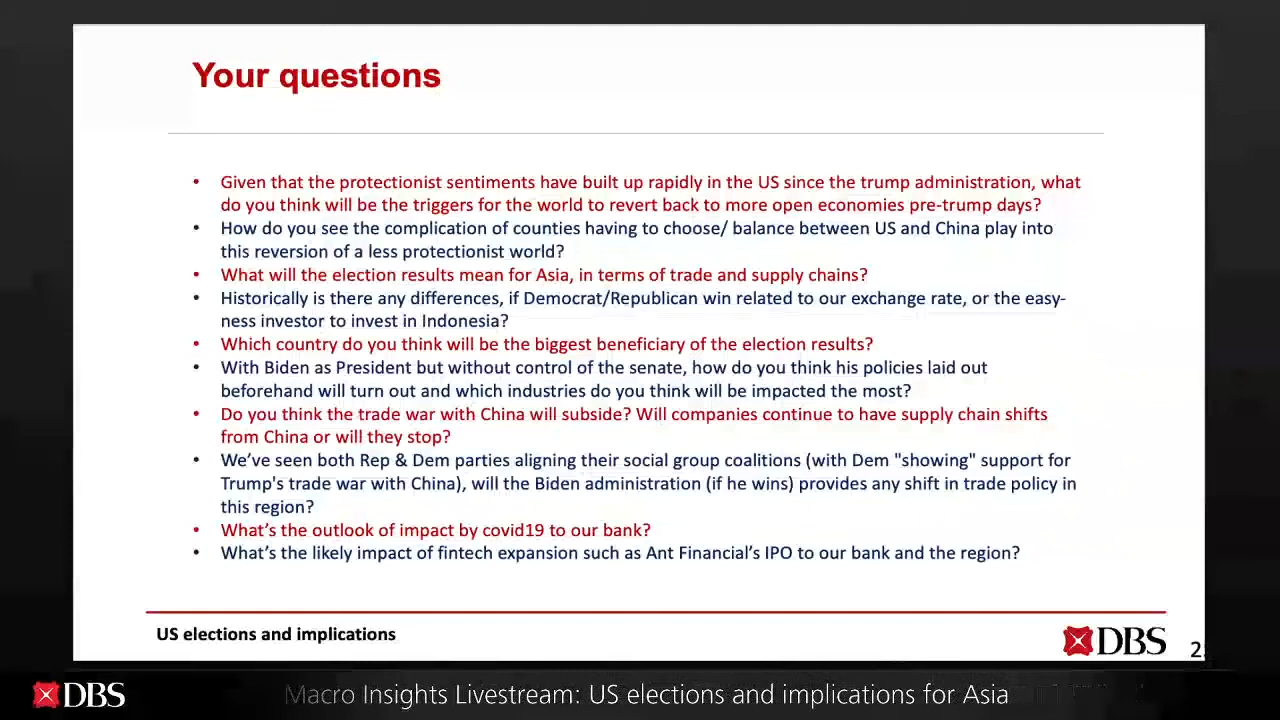 Your questions
• Given that the protectionist sentiments have built up rapidly in the US since the trump administration, what
do you think will be the triggers for the world to revert back to more open economies pre-trump days?
• How do you see the complication of counties having to choose/ balance between US and China play into
this reversion of a less protectionist world?
• What will the election results mean for Asia, in terms of trade and supply chains?
• Historically is there any differences, if Democrat/Republican win related to our exchange rate, or the easy-
ness investor to invest in Indonesia?
• Which country do you think will be the biggest beneficiary of the election results?
• With Biden as President but without control of the senate, how do you think his policies laid out
beforehand will turn out and which industries do you think will be impacted the most?
• Do you think the trade war with China will subside? Will companies continue to have supply chain shifts
from China or will they stop?
• We’ve seen both Rep & Dem parties aligning their social group coalitions (with Dem "showing" support for
Trump's trade war with China), will the Biden administration (if he wins) provides any shift in trade policy in
this region?
• What’s the outlook of impact by covid19 to our bank?
• What’s the likely impact of fintech expansion such as Ant Financial’s IPO to our bank and the region?
US elections and implications
DBS
DBS
Macro Insights Livestream: US elections and implications for Asia